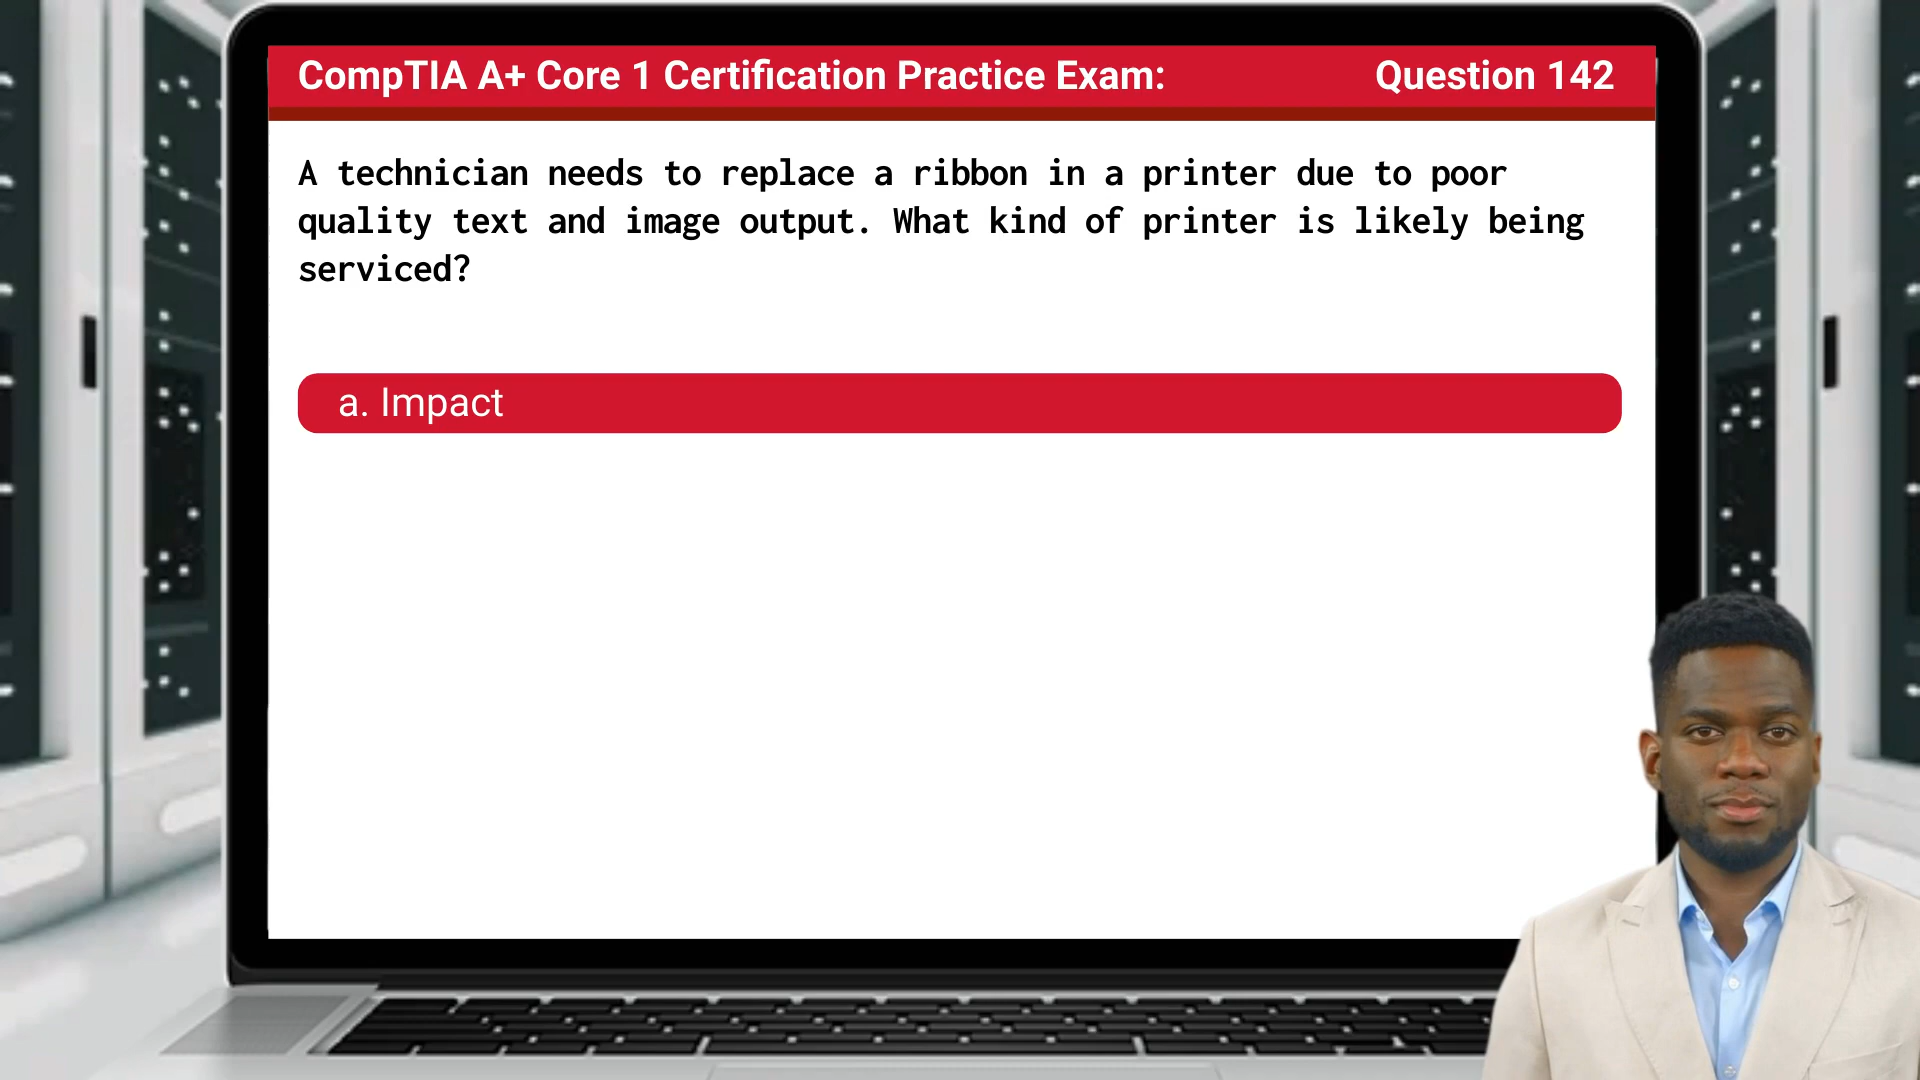 CompTIA A+ Core 1 Certification Practice Exam: Question 142
A technician needs to replace a ribbon in a printer due to poor
quality text and image output. What kind of printer is likely being
serviced?
a. Impact